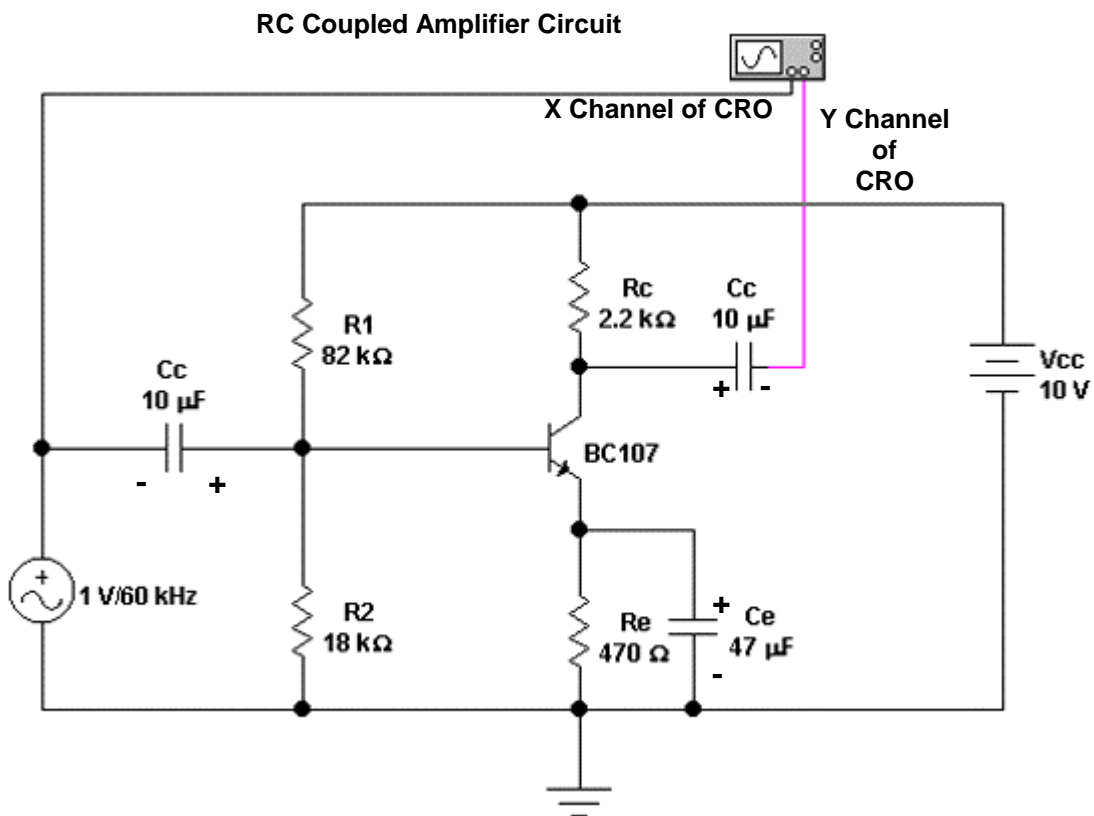 RC Coupled Amplifier Circuit
X Channel of CRO
Y Channel
of
CRO
Rc
2.2 kΩ
Cc
10 µF
+ -
R1
82 kΩ
Cc
10 µF
- +
Vcc
10 V
BC107
+
1 V/60 kHz
R2
18 kΩ
Re
470 Ω
+
Ce
47 µF
-